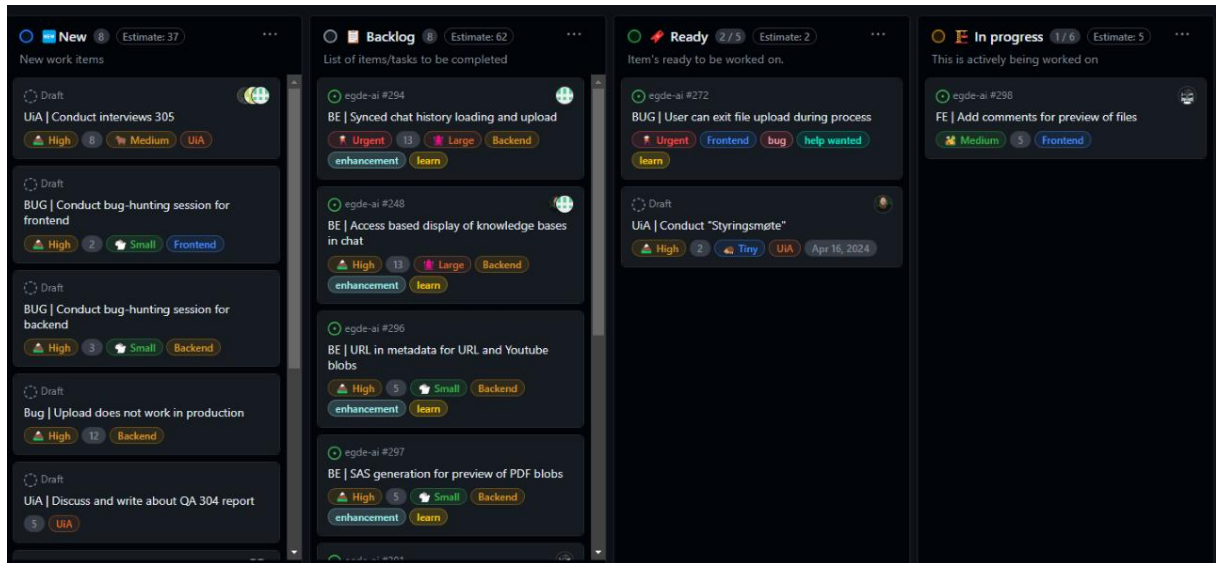 New 8 Estimate: 37
New work items
Draft
UiA | Conduct interviews 305
High 8 Medium UiA
Draft
BUG | Conduct bug-hunting session for
frontend
High 2 Small Frontend
Draft
BUG | Conduct bug-hunting session for
backend
High 3 Small Backend
Draft
Bug | Upload does not work in production
High 12 Backend
Draft
UiA | Discuss and write about QA 304 report
5 UiA
Backlog 8 Estimate: 62
List of items/tasks to be completed
egde-ai #294
BE | Synced chat history loading and upload
Urgent 13 Large Backend
enhancement learn
egde-ai #248
BE | Access based display of knowledge bases
in chat
High 13 Large Backend
enhancement learn
egde-ai #296
BE | URL in metadata for URL and Youtube
blobs
High 5 Small Backend
enhancement learn
egde-ai #297
BE | SAS generation for preview of PDF blobs
High 5 Small Backend
enhancement learn
Ready 2 / 5 Estimate: 2
Item's ready to be worked on.
egde-ai #272
BUG | User can exit file upload during process
Urgent Frontend bug help wanted
learn
Draft
UiA | Conduct "Styringsmøte"
High 2 Tiny UiA Apr 16, 2024
In progress 1 / 6 Estimate: 5
This is actively being worked on
egde-ai #298
FE | Add comments for preview of files
Medium 5 Frontend